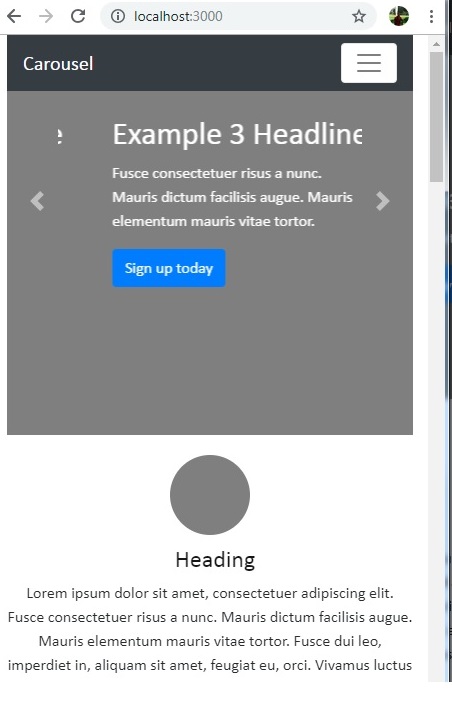 localhost:3000
Carousel
e Example 3 Headline
Fusce consectetuer risus a nunc.
Mauris dictum facilisis augue. Mauris
elementum mauris vitae tortor.
Sign up today
Heading
Lorem ipsum dolor sit amet, consectetuer adipiscing elit.
Fusce consectetuer risus a nunc. Mauris dictum facilisis augue.
Mauris elementum mauris vitae tortor. Fusce dui leo,
imperdiet in, aliquam sit amet, feugiat eu, orci. Vivamus luctus